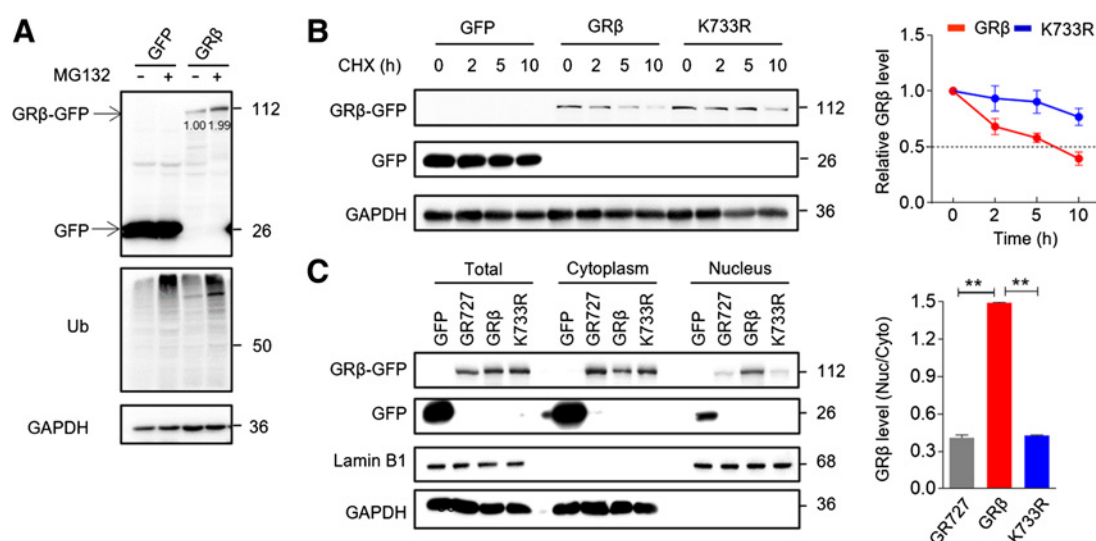 A
GFP
GRβ
MG132 - + - +
GRβ-GFP
1.00 1.99
112
GFP
26
Ub
50
GAPDH
36
B
GFP GRβ K733R
CHX (h) 0 2 5 10 0 2 5 10 0 2 5 10
GRβ-GFP
112
GFP
26
GAPDH
36
GRβ K733R
Relative GRβ level
1.5
1.0
0.5
0.0
0 2 5 10
Time (h)
C
Total Cytoplasm Nucleus
GFP GR727 GRβ K733R GFP GR727 GRβ K733R GFP GR727 GRβ K733R
GRβ-GFP
112
GFP
26
Lamin B1
68
GAPDH
36
** **
GRβ level (Nuc/Cyto)
1.5
1.2
0.9
0.6
0.3
0.0
GR727 GRβ K733R